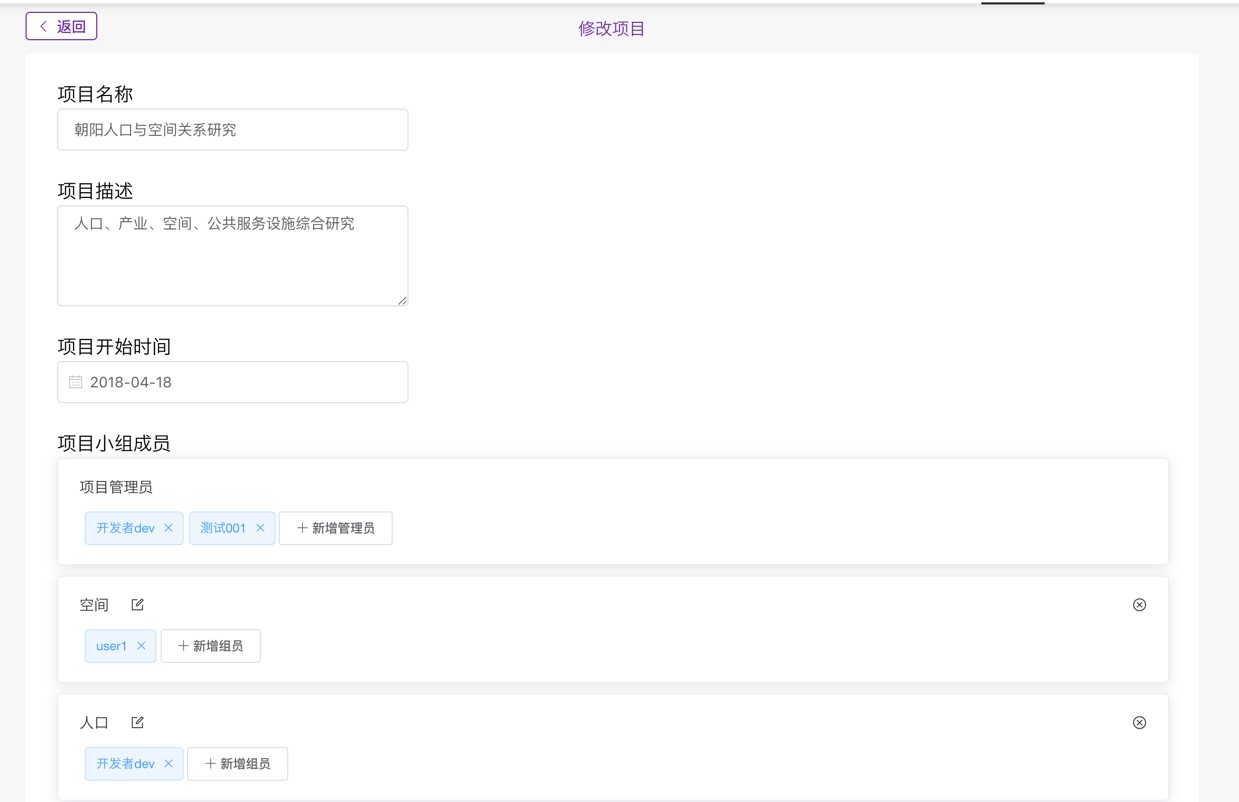 返回
修改项目
项目名称
朝阳人口与空间关系研究
项目描述
人口、产业、空间、公共服务设施综合研究
项目开始时间
2018-04-18
项目小组成员
项目管理员
开发者dev 测试001 新增管理员
空间
user1 新增组员
人口
开发者dev 新增组员